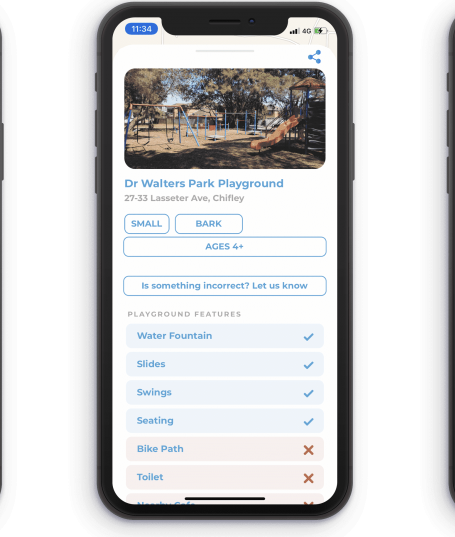 11:34
4G
Dr Walters Park Playground
27-33 Lasseter Ave, Chifley
SMALL BARK
AGES 4+
Is something incorrect? Let us know
PLAYGROUND FEATURES
Water Fountain
Slides
Swings
Seating
Bike Path
Toilet